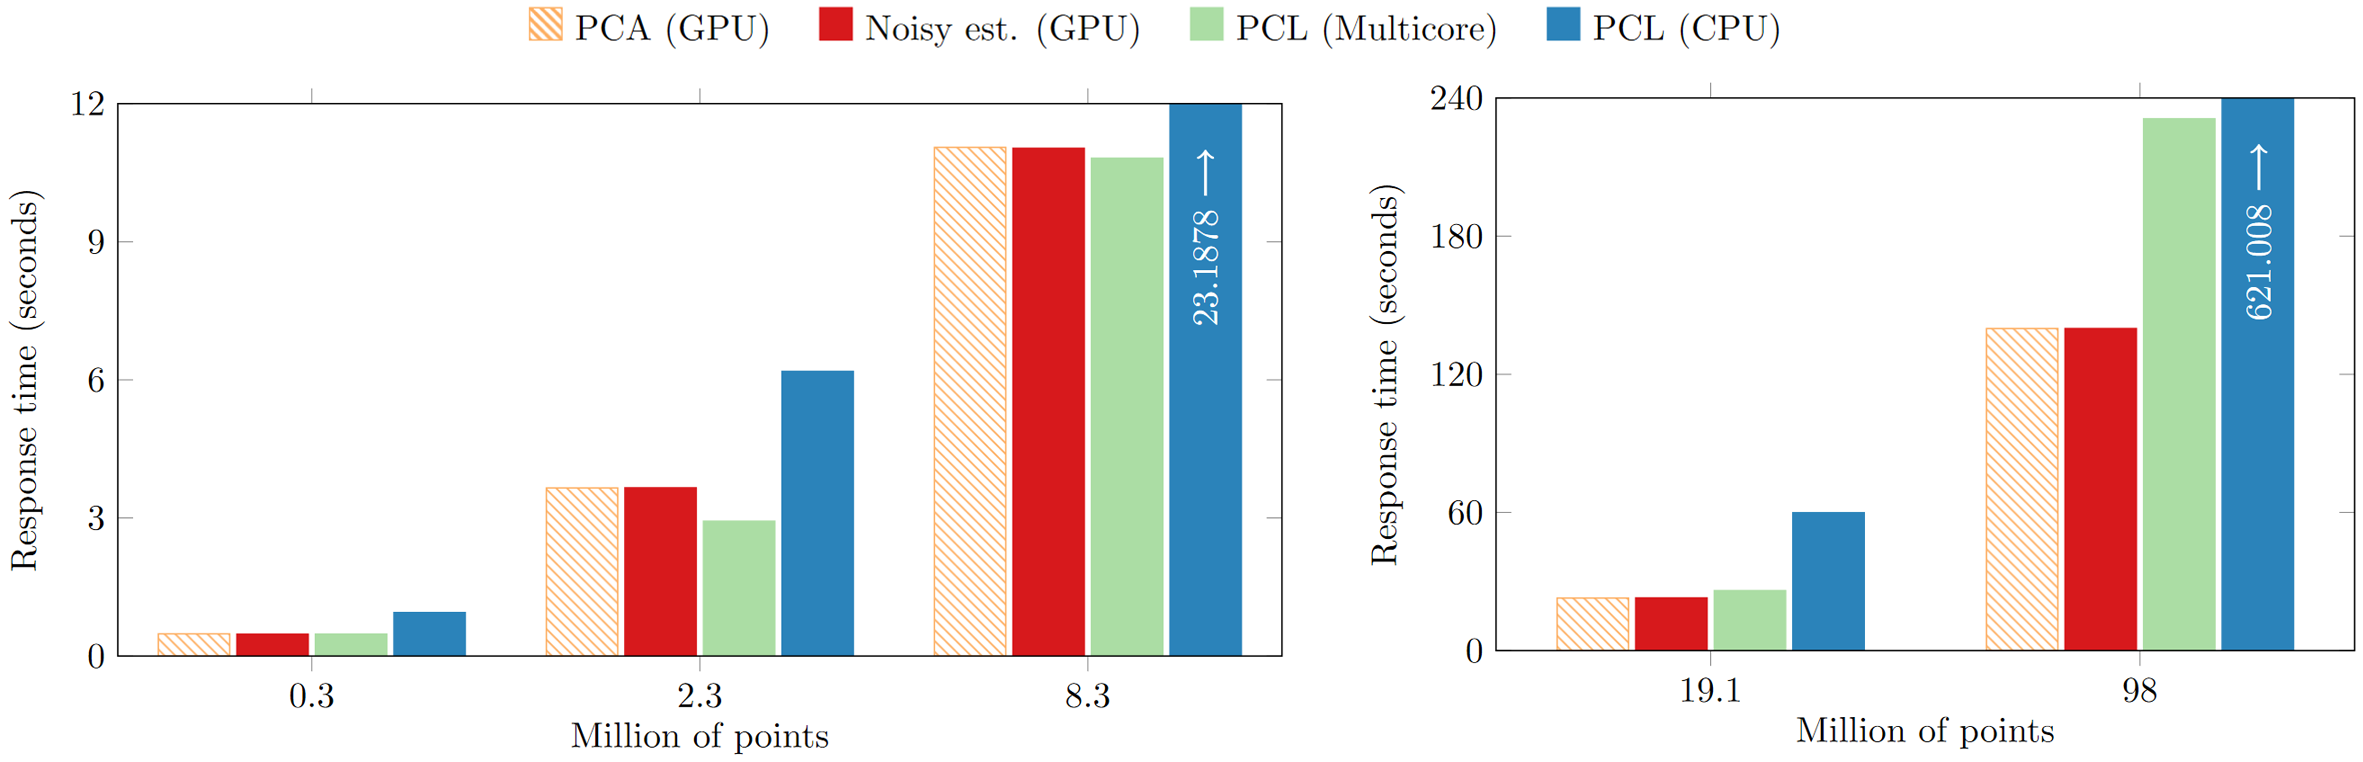 PCA (GPU) Noisy est. (GPU) PCL (Multicore) PCL (CPU)
Response time (seconds)
12
9
6
3
0
23.1878 →
0.3 2.3 8.3
Million of points
Response time (seconds)
240
180
120
60
0
621.008 →
19.1 98
Million of points